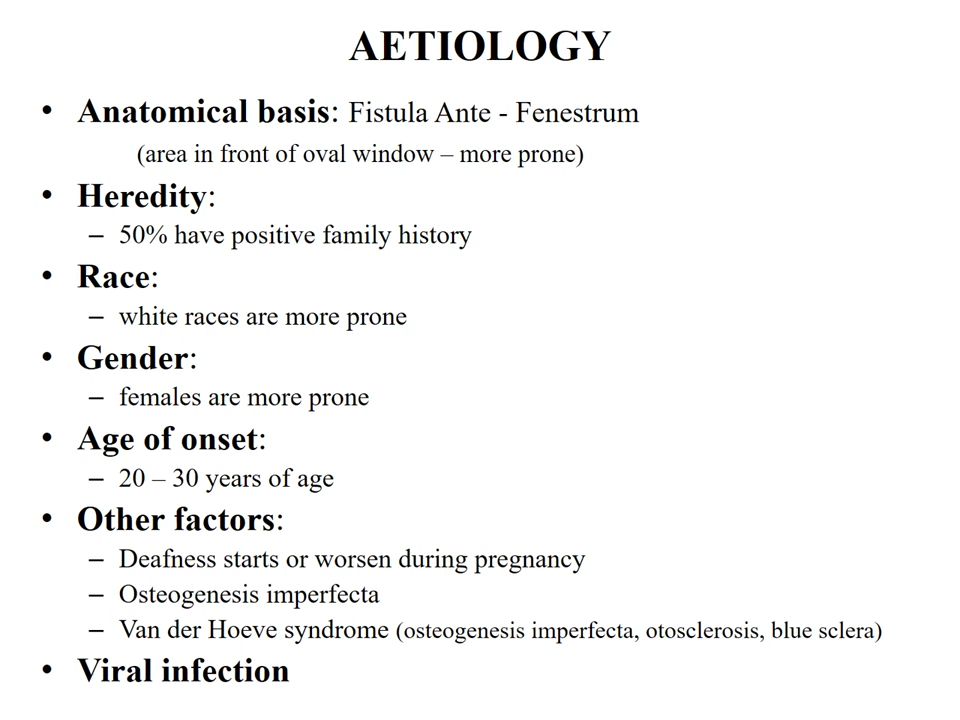 AETIOLOGY
• Anatomical basis: Fistula Ante - Fenestrum
(area in front of oval window – more prone)
• Heredity:
– 50% have positive family history
• Race:
– white races are more prone
• Gender:
– females are more prone
• Age of onset:
– 20 – 30 years of age
• Other factors:
– Deafness starts or worsen during pregnancy
– Osteogenesis imperfecta
– Van der Hoeve syndrome (osteogenesis imperfecta, otosclerosis, blue sclera)
• Viral infection